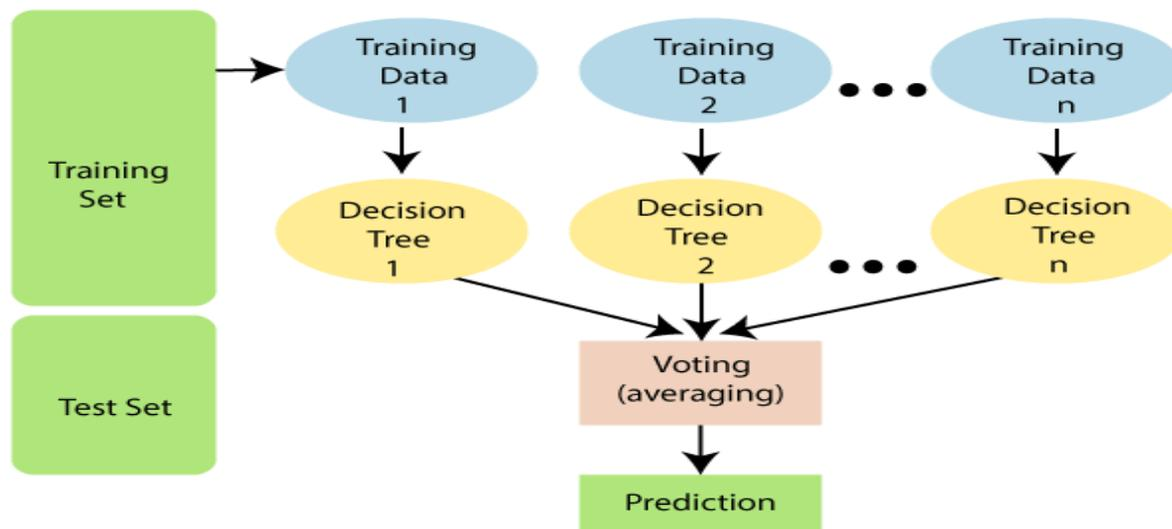 Training
Set
Test Set
Training
Data
1
Training
Data
2
Training
Data
n
Decision
Tree
1
Decision
Tree
2
Decision
Tree
n
Voting
(averaging)
Prediction